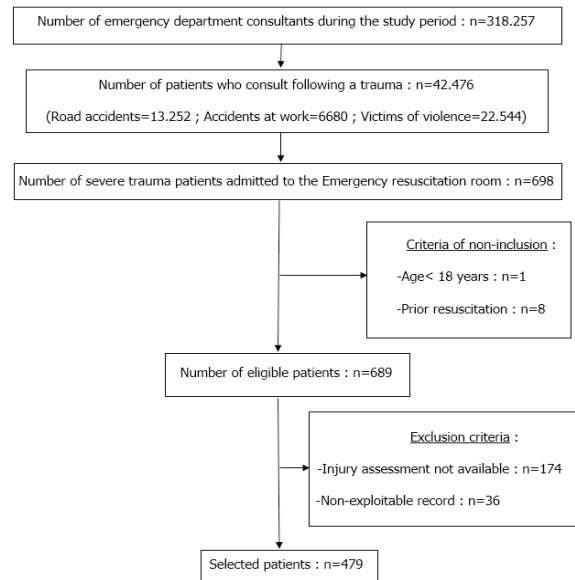 Number of emergency department consultants during the study period : n=318.257
Number of patients who consult following a trauma : n=42.476
(Road accidents=13.252 ; Accidents at work=6680 ; Victims of violence=22.544)
Number of severe trauma patients admitted to the Emergency resuscitation room : n=698
Criteria of non-inclusion :
-Age< 18 years : n=1
-Prior resuscitation : n=8
Number of eligible patients : n=689
Exclusion criteria :
-Injury assessment not available : n=174
-Non-exploitable record : n=36
Selected patients : n=479